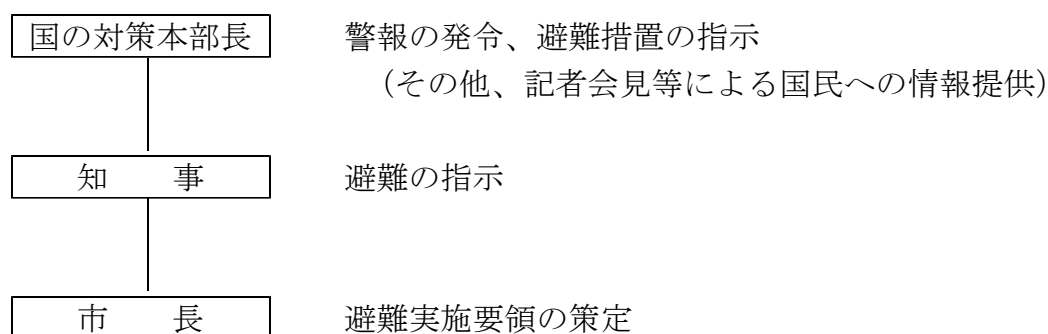 国の対策本部長 警報の発令、避難措置の指示
（その他、記者会見等による国民への情報提供）
知　　事 避難の指示
市　　長 避難実施要領の策定